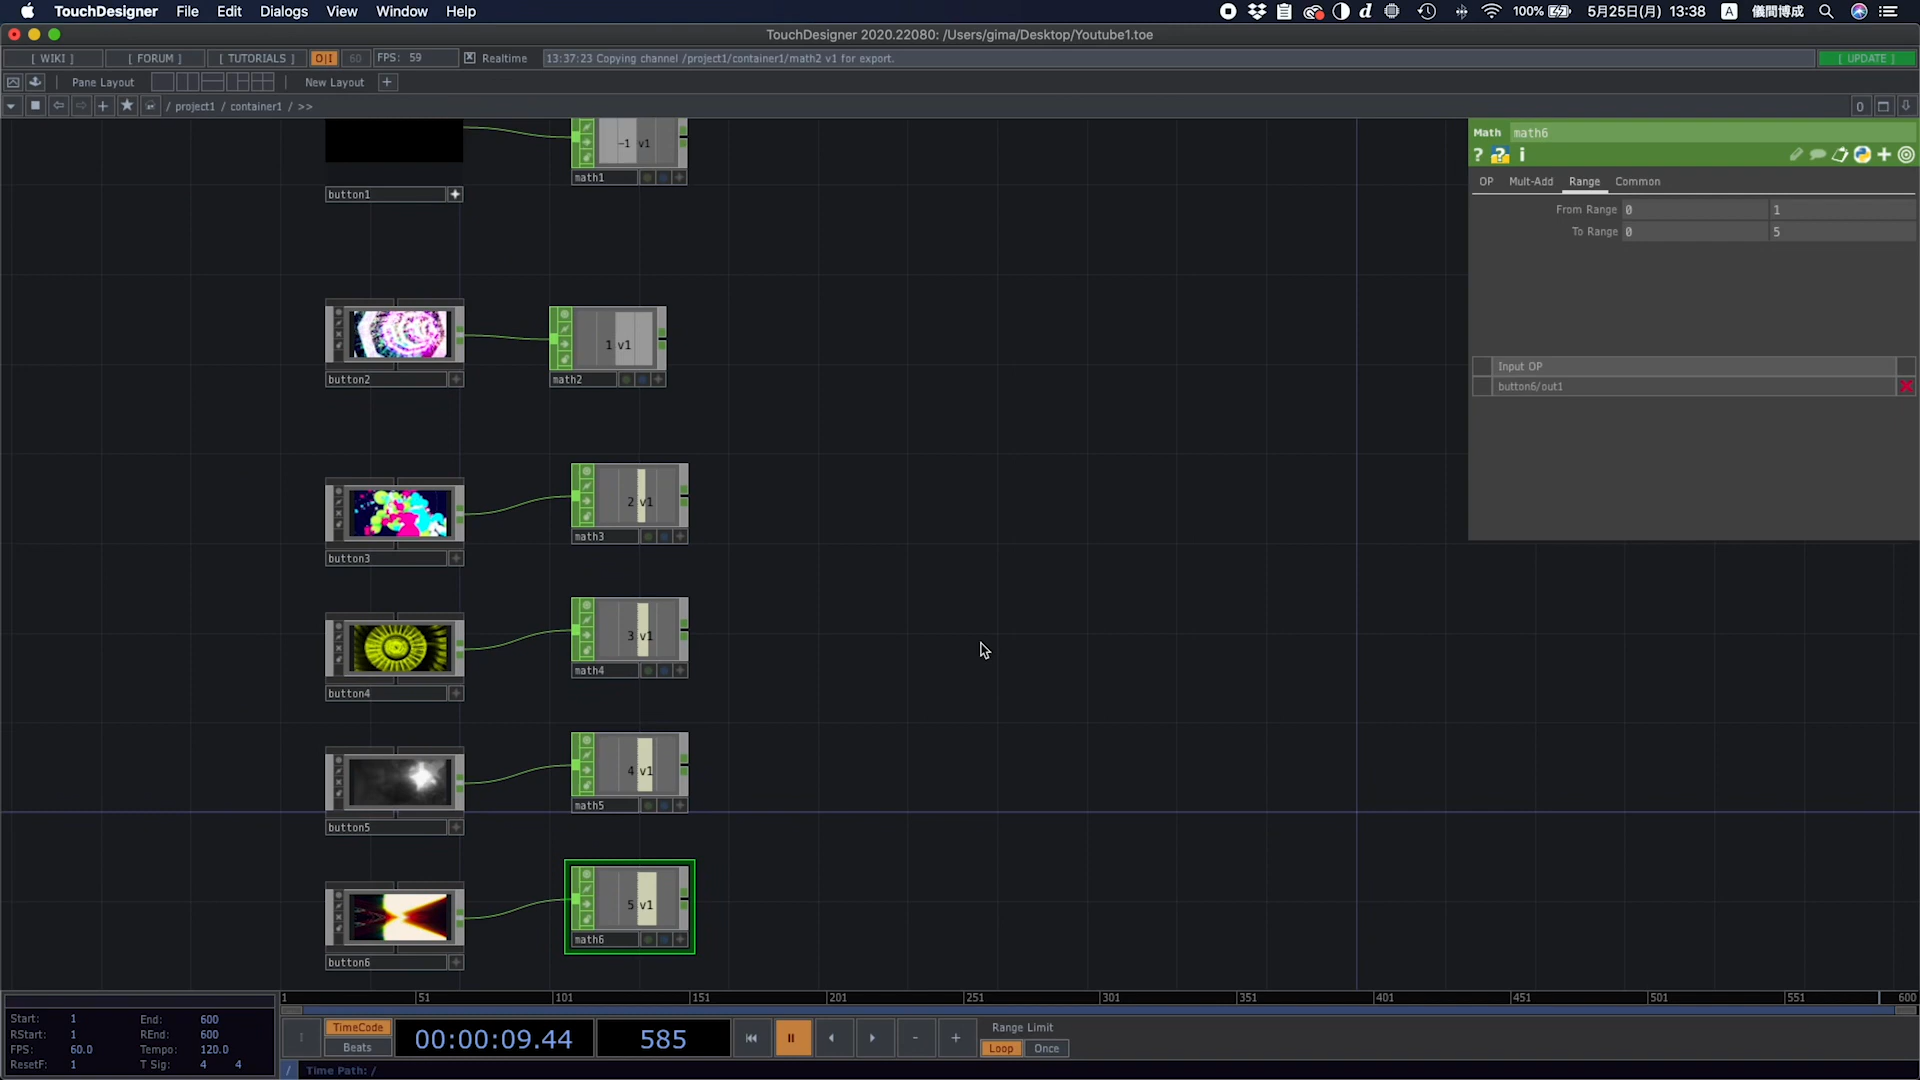 TouchDesigner File Edit Dialogs View Window Help 100% 5月25日(月) 13:38 A 儀間博成
TouchDesigner 2020.22080: /Users/gima/Desktop/Youtube1.toe
[ WIKI ] [ FORUM ] [ TUTORIALS ] O|I 60 FPS: 59 Realtime 13:37:23 Copying channel /project1/container1/math2 v1 for export. [ UPDATE ]
Pane Layout New Layout +
/ project1 / container1 / >> 0
Math math6
? ? i
OP Mult-Add Range Common
From Range 0 1
To Range 0 5
Input OP
button6/out1
-1 v1
math1
button1
1 v1
button2
math2
2 v1
math3
button3
3 v1
math4
button4
4 v1
math5
button5
5 v1
math6
button6
1 51 101 151 201 251 301 351 401 451 501 551 600
Start: 1 End: 600
RStart: 1 REnd: 600
FPS: 60.0 Tempo: 120.0
ResetF: 1 T Sig: 4 4
TimeCode
Beats
00:00:09.44
585
- +
Range Limit
Loop Once
/ Time Path: /